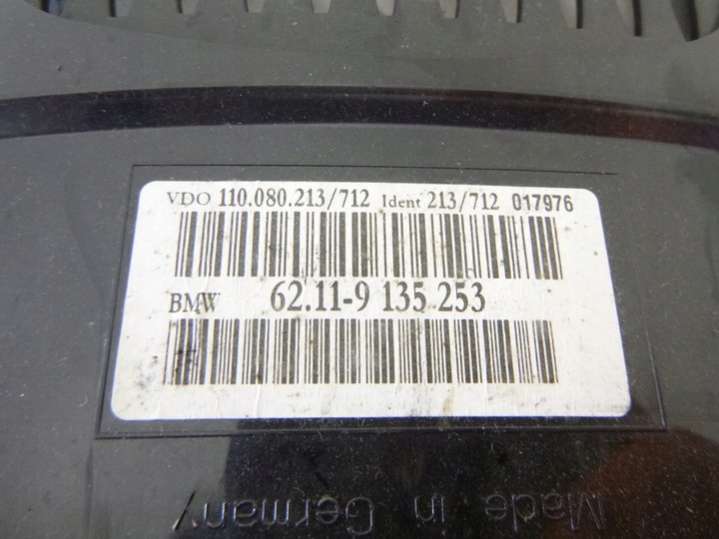 VDO 110.080.213/712 Ident 213/712 017976
BMW 62.11-9 135 253
Made in Germany